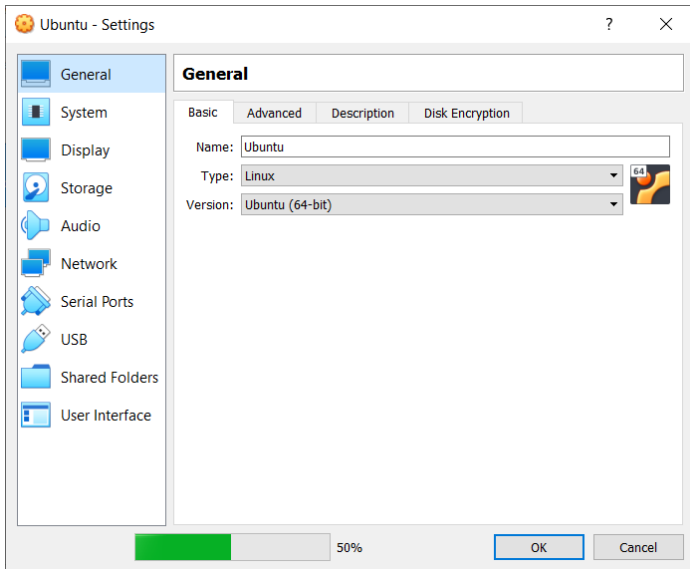 Ubuntu - Settings
?
General
System
Display
Storage
Audio
Network
Serial Ports
USB
Shared Folders
User Interface
General
Basic Advanced Description Disk Encryption
Name: Ubuntu
Type: Linux
64
Version: Ubuntu (64-bit)
50%
OK Cancel